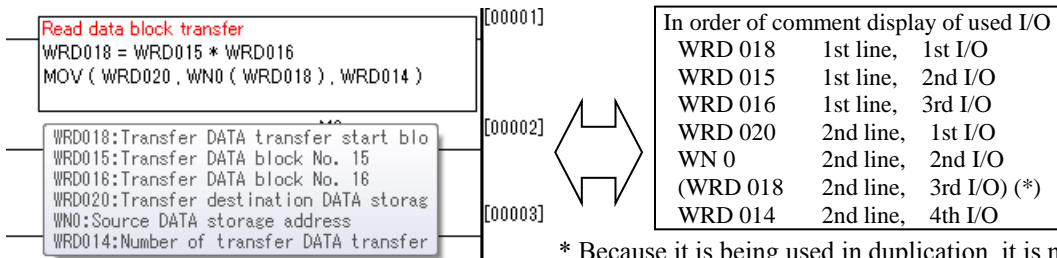 Read data block transfer
WRD018 = WRD015 * WRD016
MOV ( WRD020 , WN0 ( WRD018 ) , WRD014 )
[00001]
[00002]
[00003]
WRD018:Transfer DATA transfer start blo
WRD015:Transfer DATA block No. 15
WRD016:Transfer DATA block No. 16
WRD020:Transfer destination DATA storag
WN0:Source DATA storage address
WRD014:Number of transfer DATA transfer
In order of comment display of used I/O
WRD 018 1st line, 1st I/O
WRD 015 1st line, 2nd I/O
WRD 016 1st line, 3rd I/O
WRD 020 2nd line, 1st I/O
WN 0 2nd line, 2nd I/O
(WRD 018 2nd line, 3rd I/O) (*)
WRD 014 2nd line, 4th I/O
* Because it is being used in duplication, it is